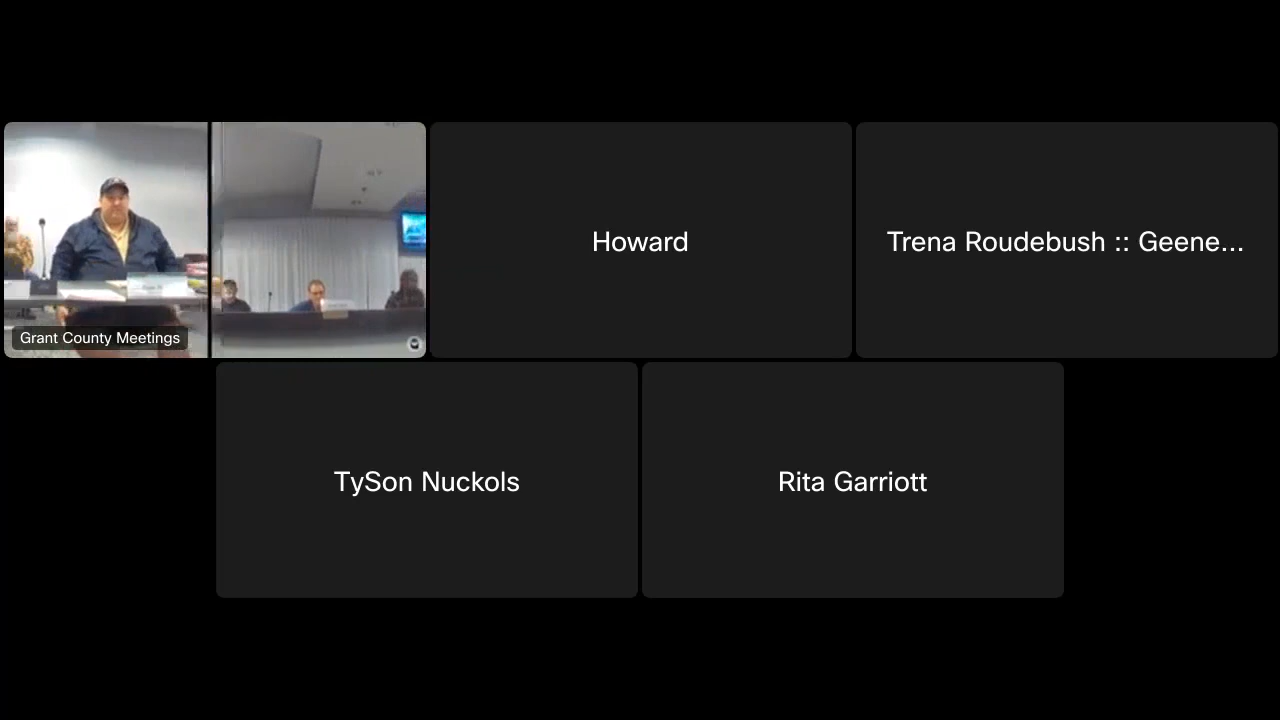 Grant County Meetings
Howard
Trena Roudebush :: Geene...
TySon Nuckols
Rita Garriott